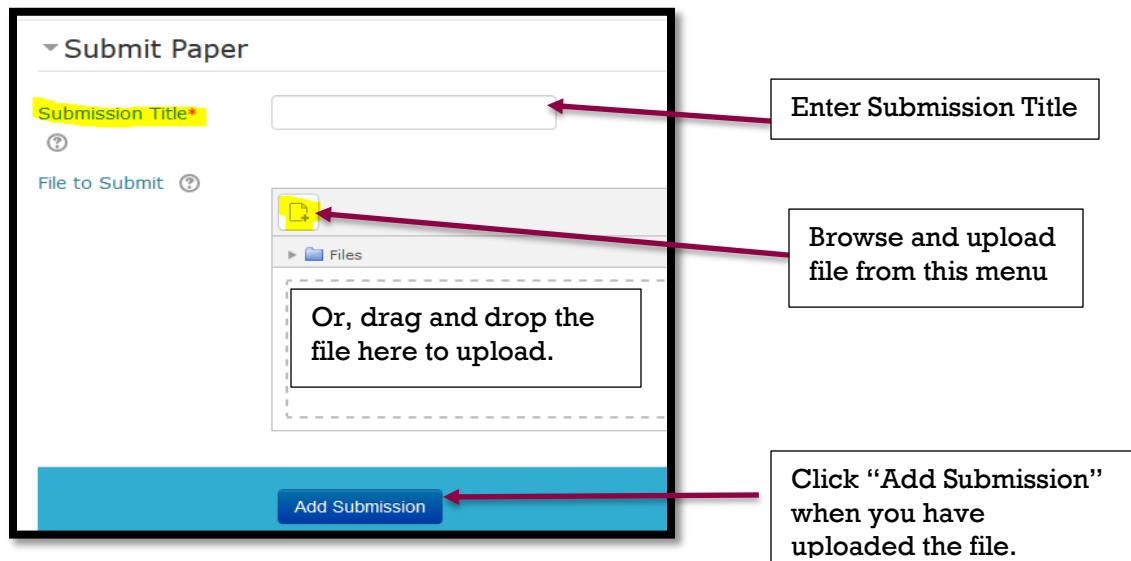 Submit Paper
Submission Title*
Enter Submission Title
File to Submit
Browse and upload
file from this menu
Files
Or, drag and drop the
file here to upload.
Click “Add Submission”
when you have
uploaded the file.
Add Submission